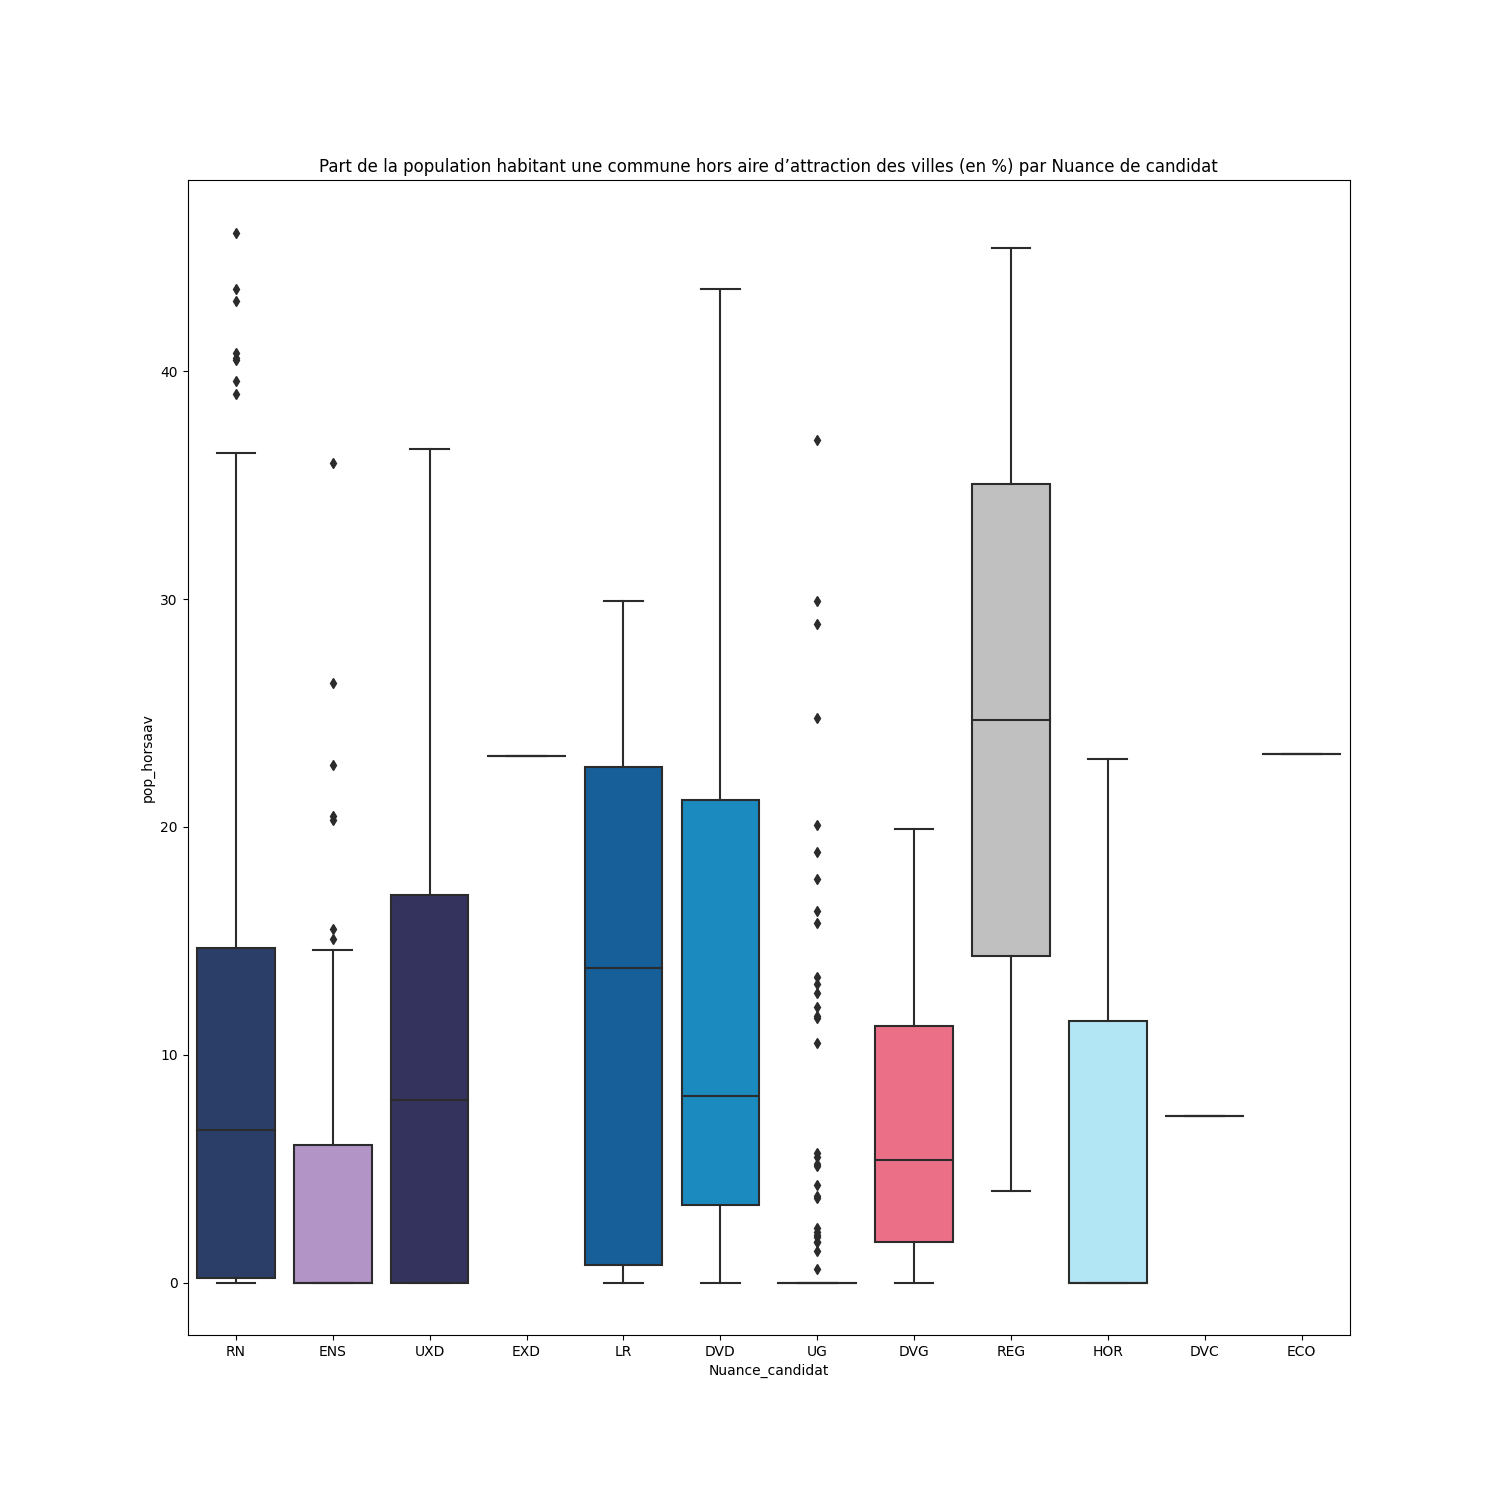 Part de la population habitant une commune hors aire d’attraction des villes (en %) par Nuance de candidat
40
30
20
10
0
pop_horsaav
RN ENS UXD EXD LR DVD UG DVG REG HOR DVC ECO
Nuance_candidat